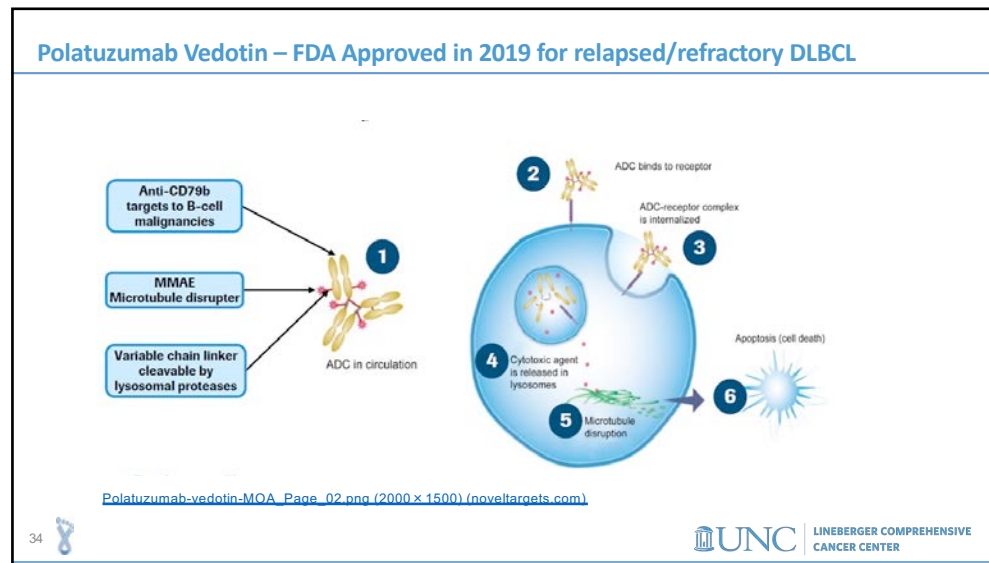 Polatuzumab Vedotin – FDA Approved in 2019 for relapsed/refractory DLBCL
Anti-CD79b
targets to B-cell
malignancies
MMAE
Microtubule disrupter
Variable chain linker
cleavable by
lysosomal proteases
1
ADC in circulation
2
ADC binds to receptor
ADC-receptor complex
is internalized
3
4
Cytotoxic agent
is released in
lysosomes
5
Microtubule
disruption
Apoptosis (cell death)
6
Polatuzumab-vedotin-MOA_Page_02.png (2000×1500) (noveltargets.com)
34
UNC
LINEBERGER COMPREHENSIVE
CANCER CENTER